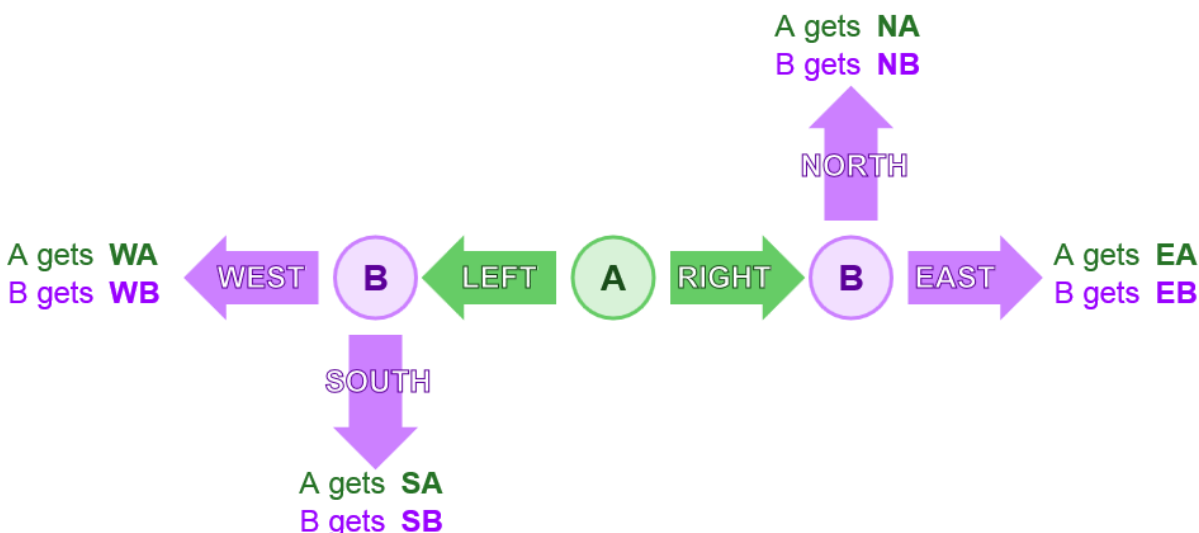 A gets NA
B gets NB
NORTH
A gets WA
B gets WB
WEST
B
LEFT
A
RIGHT
B
EAST
A gets EA
B gets EB
SOUTH
A gets SA
B gets SB